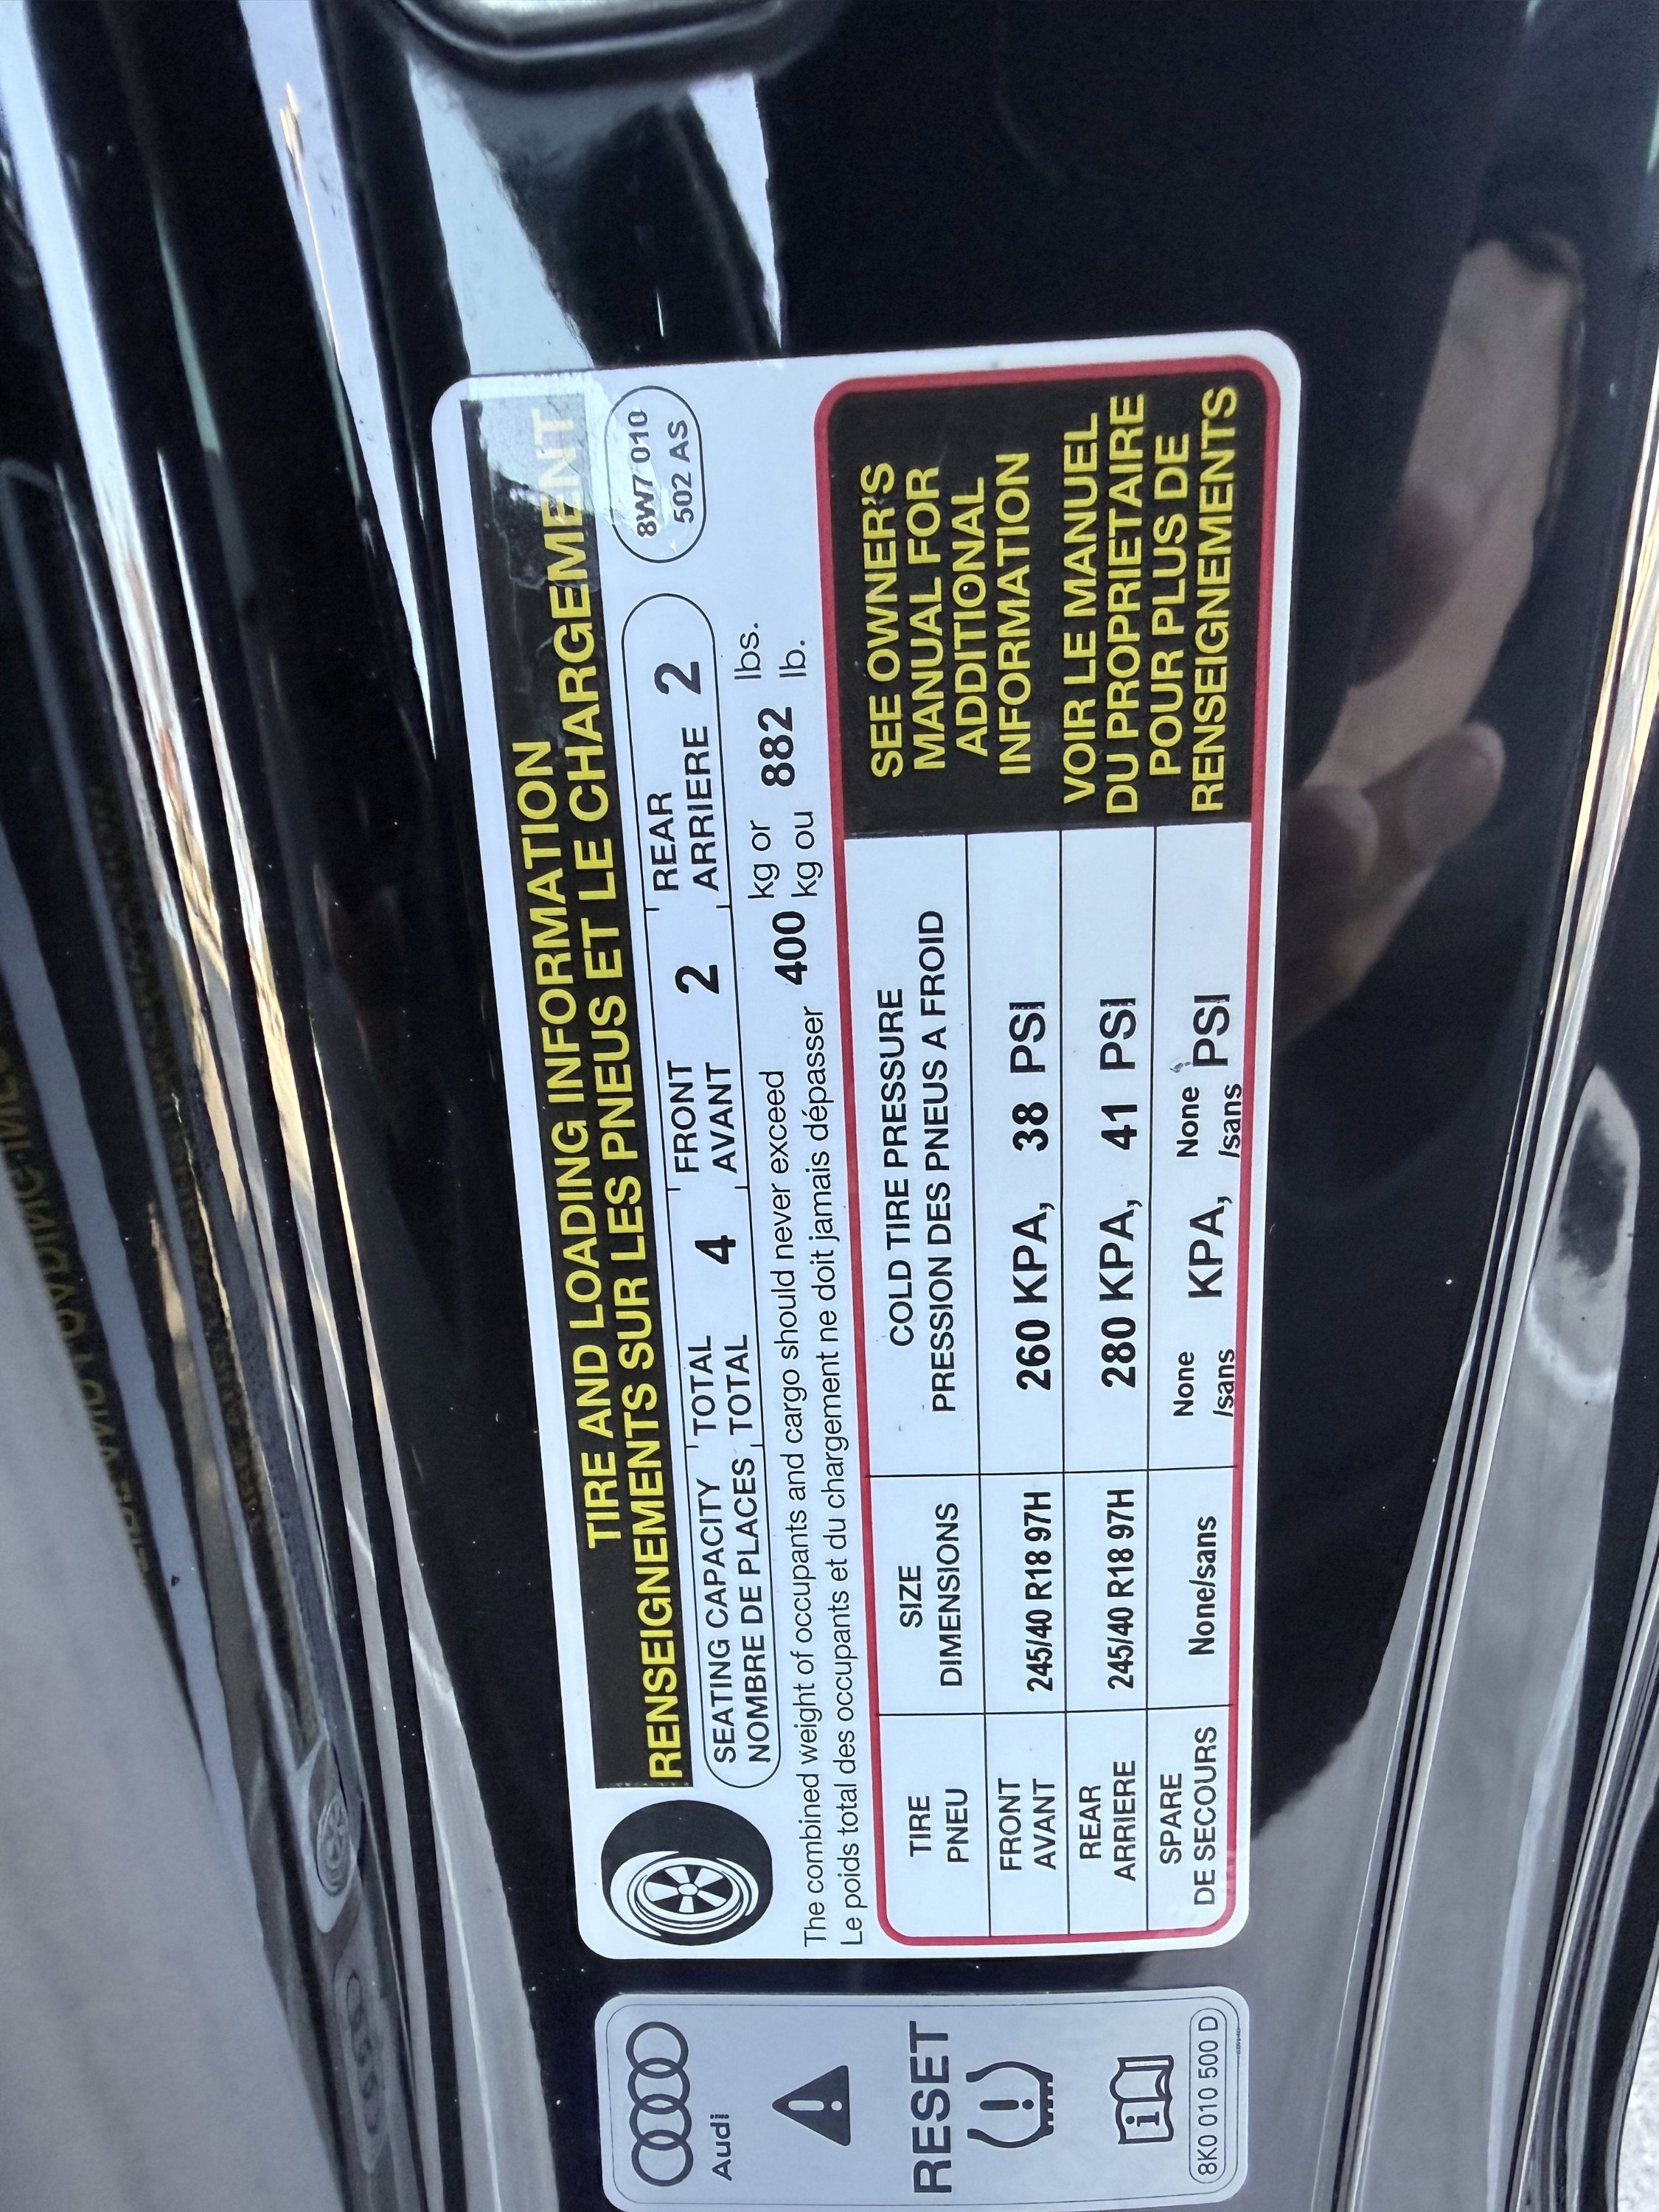 TIRE AND LOADING INFORMATION
RENSEIGNEMENTS SUR LES PNEUS ET LE CHARGEMENT
SEATING CAPACITY TOTAL 4 FRONT 2 REAR 2
NOMBRE DE PLACES TOTAL AVANT ARRIERE
8W7 010
502 AS
The combined weight of occupants and cargo should never exceed 400 kg or 882 lbs.
Le poids total des occupants et du chargement ne doit jamais dépasser kg ou lb.
TIRE SIZE COLD TIRE PRESSURE
PNEU DIMENSIONS PRESSION DES PNEUS A FROID
FRONT
AVANT 245/40 R18 97H 260 KPA, 38 PSI
REAR
ARRIERE 245/40 R18 97H 280 KPA, 41 PSI
SPARE
DE SECOURS None/sans None/sans KPA, None/sans PSI
SEE OWNER'S
MANUAL FOR
ADDITIONAL
INFORMATION
VOIR LE MANUEL
DU PROPRIETAIRE
POUR PLUS DE
RENSEIGNEMENTS
Audi
RESET
8K0 010 500 D